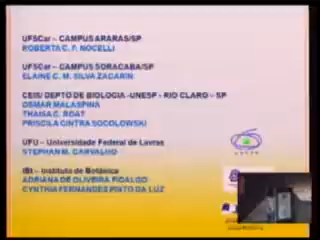 UFSCar – CAMPUS ARARAS/SP
ROBERTA C. F. NOCELLI
UFSCar – CAMPUS SOROCABA/SP
ELAINE C. M. SILVA ZACARIN
CEIS/ DEPTO DE BIOLOGIA -UNESP - RIO CLARO – SP
OSMAR MALASPINA
THAISA C. ROAT
PRISCILA CINTRA SOCOLOWSKI
UFU – Universidade Federal de Lavras
STEPHAN M. CARVALHO
IBt – Instituto de Botânica
ADRIANA DE OLIVEIRA FIDALGO
CYNTHIA FERNANDES PINTO DA LUZ